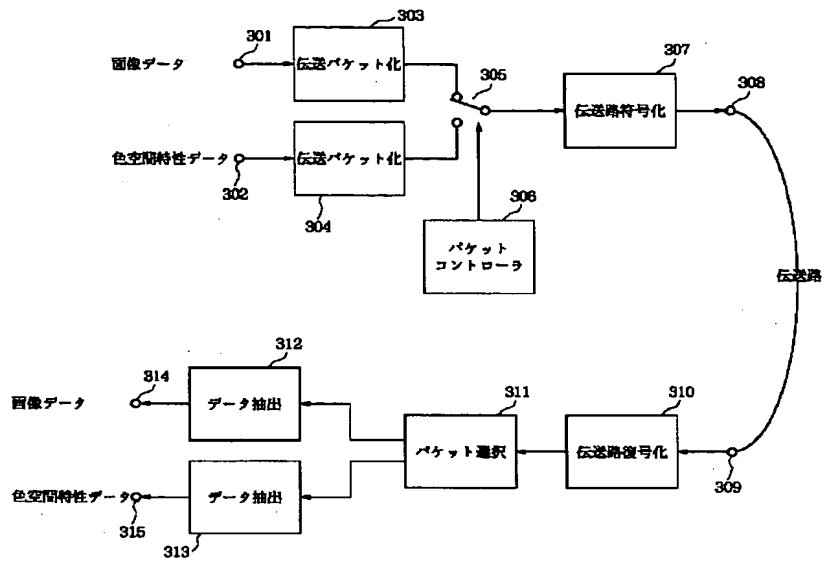 303
301
画像データ
伝送パケット化
305
307
308
伝送路符号化
色空間特性データ
伝送パケット化
302
304
306
パケット
コントローラ
伝送路
312
314
画像データ
データ抽出
311
310
パケット選択
伝送路復号化
309
色空間特性データ
データ抽出
315
313